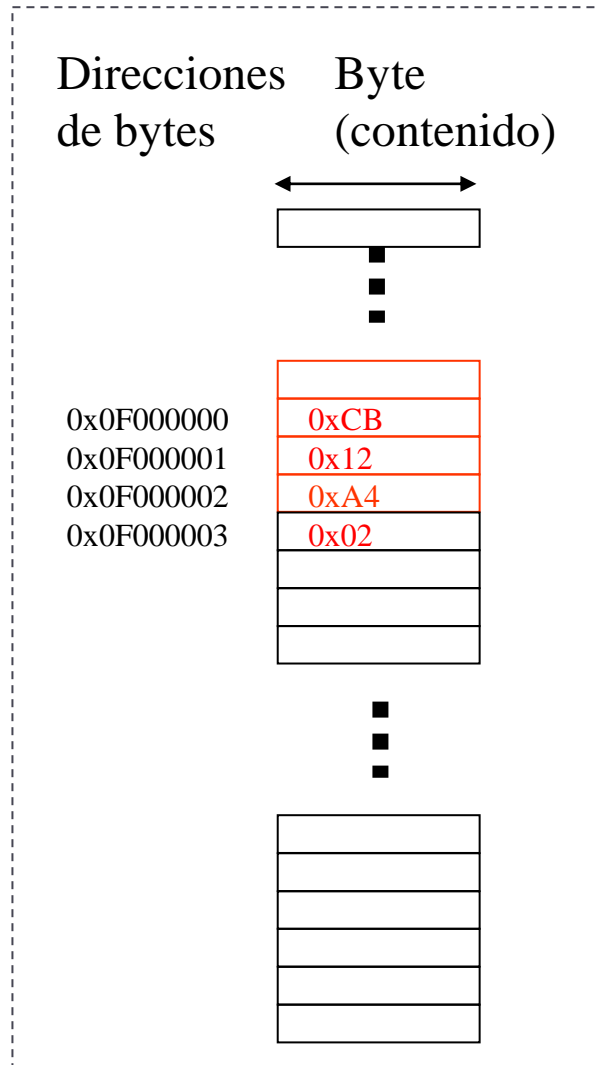 Direcciones Byte
de bytes (contenido)
0x0F000000 0xCB
0x0F000001 0x12
0x0F000002 0xA4
0x0F000003 0x02